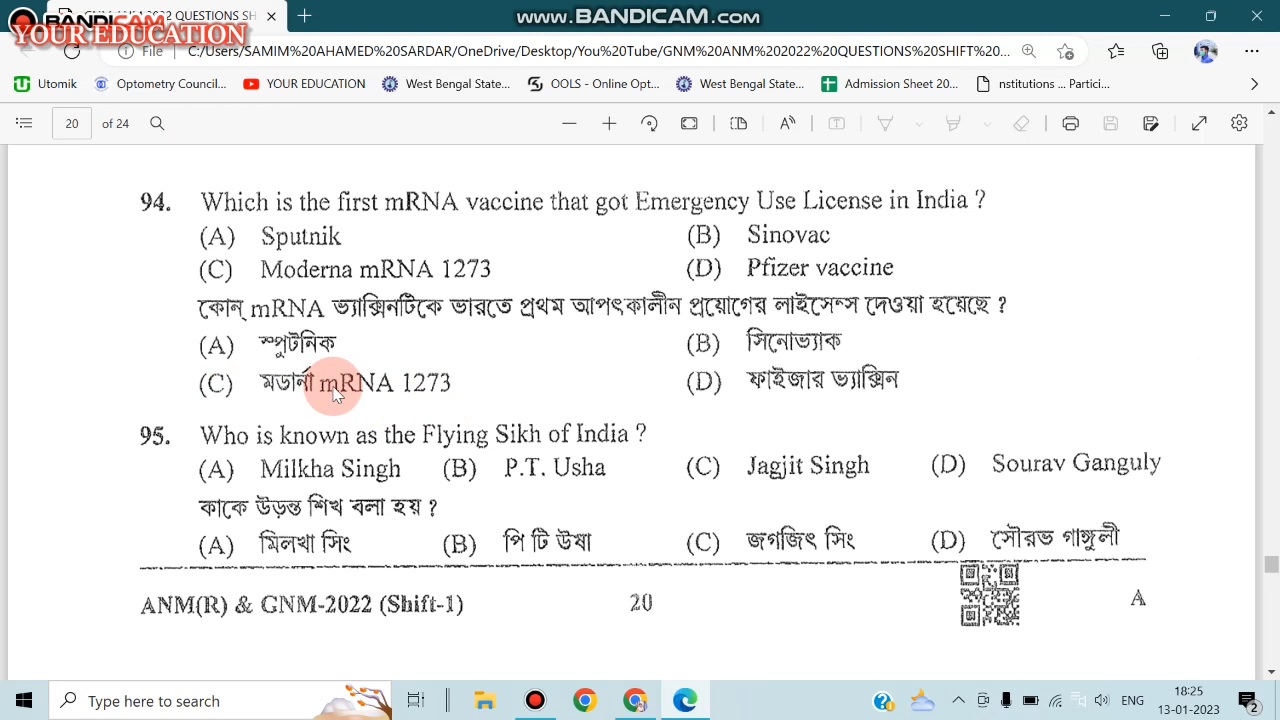 WWW.BANDICAM.COM
YOUR EDUCATION
File C:/Users/SAMIM%20AHAMED%20SARDAR/OneDrive/Desktop/You%20Tube/GNM%20ANM%202022%20QUESTIONS%20SHIFT%20...
Utomik Optometry Council... YOUR EDUCATION West Bengal State... OOLS - Online Opt... West Bengal State... Admission Sheet 20... Institutions ... Partici...
20 of 24
94. Which is the first mRNA vaccine that got Emergency Use License in India ?
(A) Sputnik (B) Sinovac
(C) Moderna mRNA 1273 (D) Pfizer vaccine
কোন্ mRNA ভ্যাক্সিনটিকে ভারতে প্রথম আপৎকালীন প্রয়োগের লাইসেন্স দেওয়া হয়েছে ?
(A) স্পুটনিক (B) সিনোভ্যাক
(C) মডার্না mRNA 1273 (D) ফাইজার ভ্যাক্সিন
95. Who is known as the Flying Sikh of India ?
(A) Milkha Singh (B) P.T. Usha (C) Jagjit Singh (D) Sourav Ganguly
কাকে উড়ন্ত শিখ বলা হয় ?
(A) মিলখা সিং (B) পি টি উষা (C) জগজিৎ সিং (D) সৌরভ গাঙ্গুলী
ANM(R) & GNM-2022 (Shift-1) 20 A
Type here to search ENG 18:25
13-01-2023 2